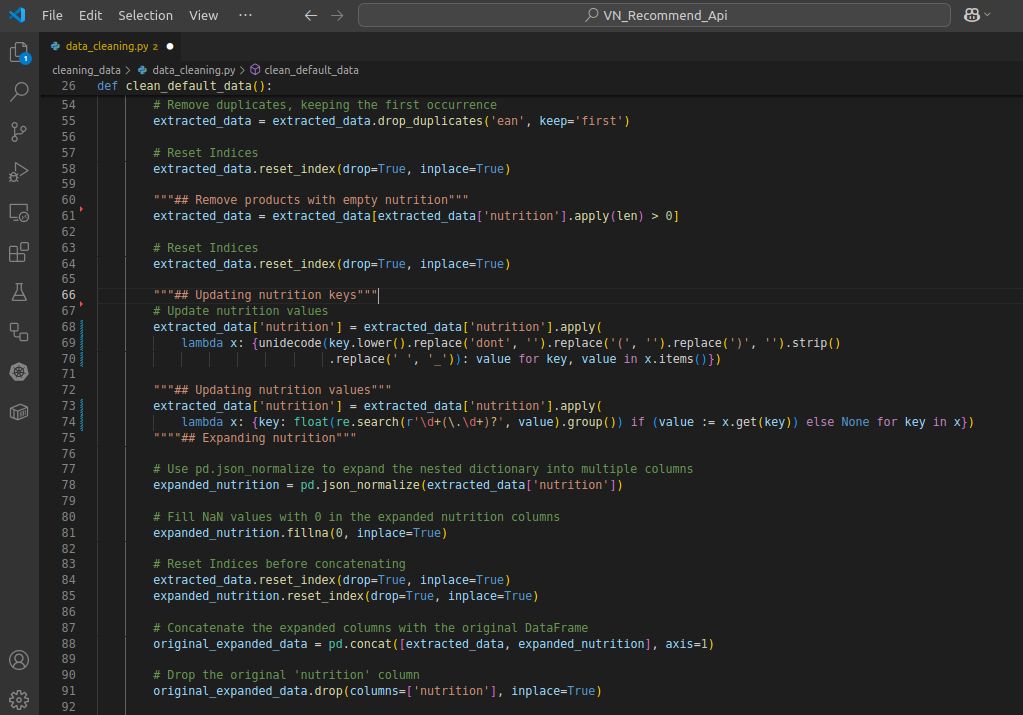 File Edit Selection View ··· VN_Recommend_Api
data_cleaning.py 2
cleaning_data > data_cleaning.py > clean_default_data
26 def clean_default_data():
54 # Remove duplicates, keeping the first occurrence
55 extracted_data = extracted_data.drop_duplicates('ean', keep='first')
56
57 # Reset Indices
58 extracted_data.reset_index(drop=True, inplace=True)
59
60 """## Remove products with empty nutrition"""
61 extracted_data = extracted_data[extracted_data['nutrition'].apply(len) > 0]
62
63 # Reset Indices
64 extracted_data.reset_index(drop=True, inplace=True)
65
66 """## Updating nutrition keys"""
67 # Update nutrition values
68 extracted_data['nutrition'] = extracted_data['nutrition'].apply(
69 lambda x: {unidecode(key.lower().replace('dont', '').replace('(', '').replace(')', '').strip()
70 .replace(' ', '_')): value for key, value in x.items()})
71
72 """## Updating nutrition values"""
73 extracted_data['nutrition'] = extracted_data['nutrition'].apply(
74 lambda x: {key: float(re.search(r'\d+(\.\d+)?', value).group()) if (value := x.get(key)) else None for key in x})
75 """"## Expanding nutrition"""
76
77 # Use pd.json_normalize to expand the nested dictionary into multiple columns
78 expanded_nutrition = pd.json_normalize(extracted_data['nutrition'])
79
80 # Fill NaN values with 0 in the expanded nutrition columns
81 expanded_nutrition.fillna(0, inplace=True)
82
83 # Reset Indices before concatenating
84 extracted_data.reset_index(drop=True, inplace=True)
85 expanded_nutrition.reset_index(drop=True, inplace=True)
86
87 # Concatenate the expanded columns with the original DataFrame
88 original_expanded_data = pd.concat([extracted_data, expanded_nutrition], axis=1)
89
90 # Drop the original 'nutrition' column
91 original_expanded_data.drop(columns=['nutrition'], inplace=True)
92
1